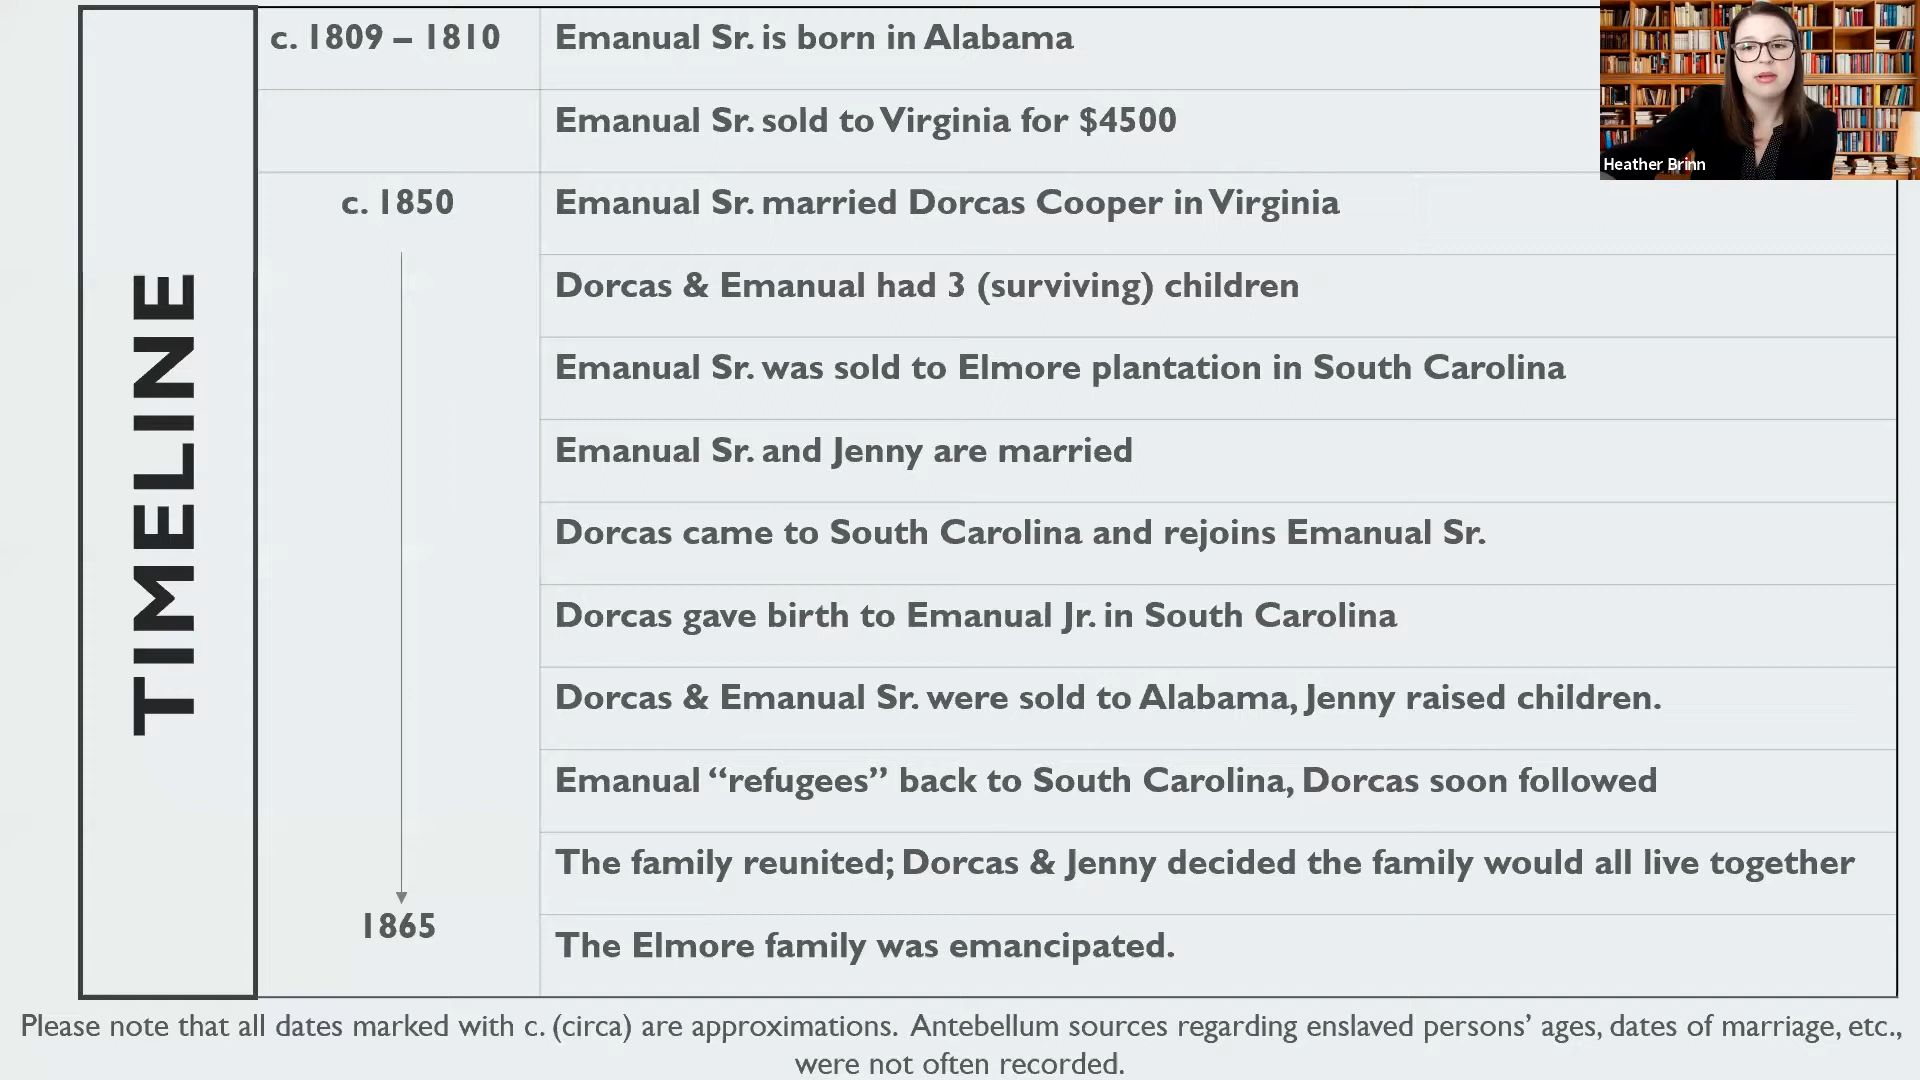 TIMELINE
c. 1809 – 1810
Emanual Sr. is born in Alabama
Emanual Sr. sold to Virginia for $4500
c. 1850
Emanual Sr. married Dorcas Cooper in Virginia
Dorcas & Emanual had 3 (surviving) children
Emanual Sr. was sold to Elmore plantation in South Carolina
Emanual Sr. and Jenny are married
Dorcas came to South Carolina and rejoins Emanual Sr.
Dorcas gave birth to Emanual Jr. in South Carolina
Dorcas & Emanual Sr. were sold to Alabama, Jenny raised children.
Emanual “refugees” back to South Carolina, Dorcas soon followed
The family reunited; Dorcas & Jenny decided the family would all live together
1865
The Elmore family was emancipated.
Please note that all dates marked with c. (circa) are approximations. Antebellum sources regarding enslaved persons’ ages, dates of marriage, etc.,
were not often recorded.
Heather Brinn